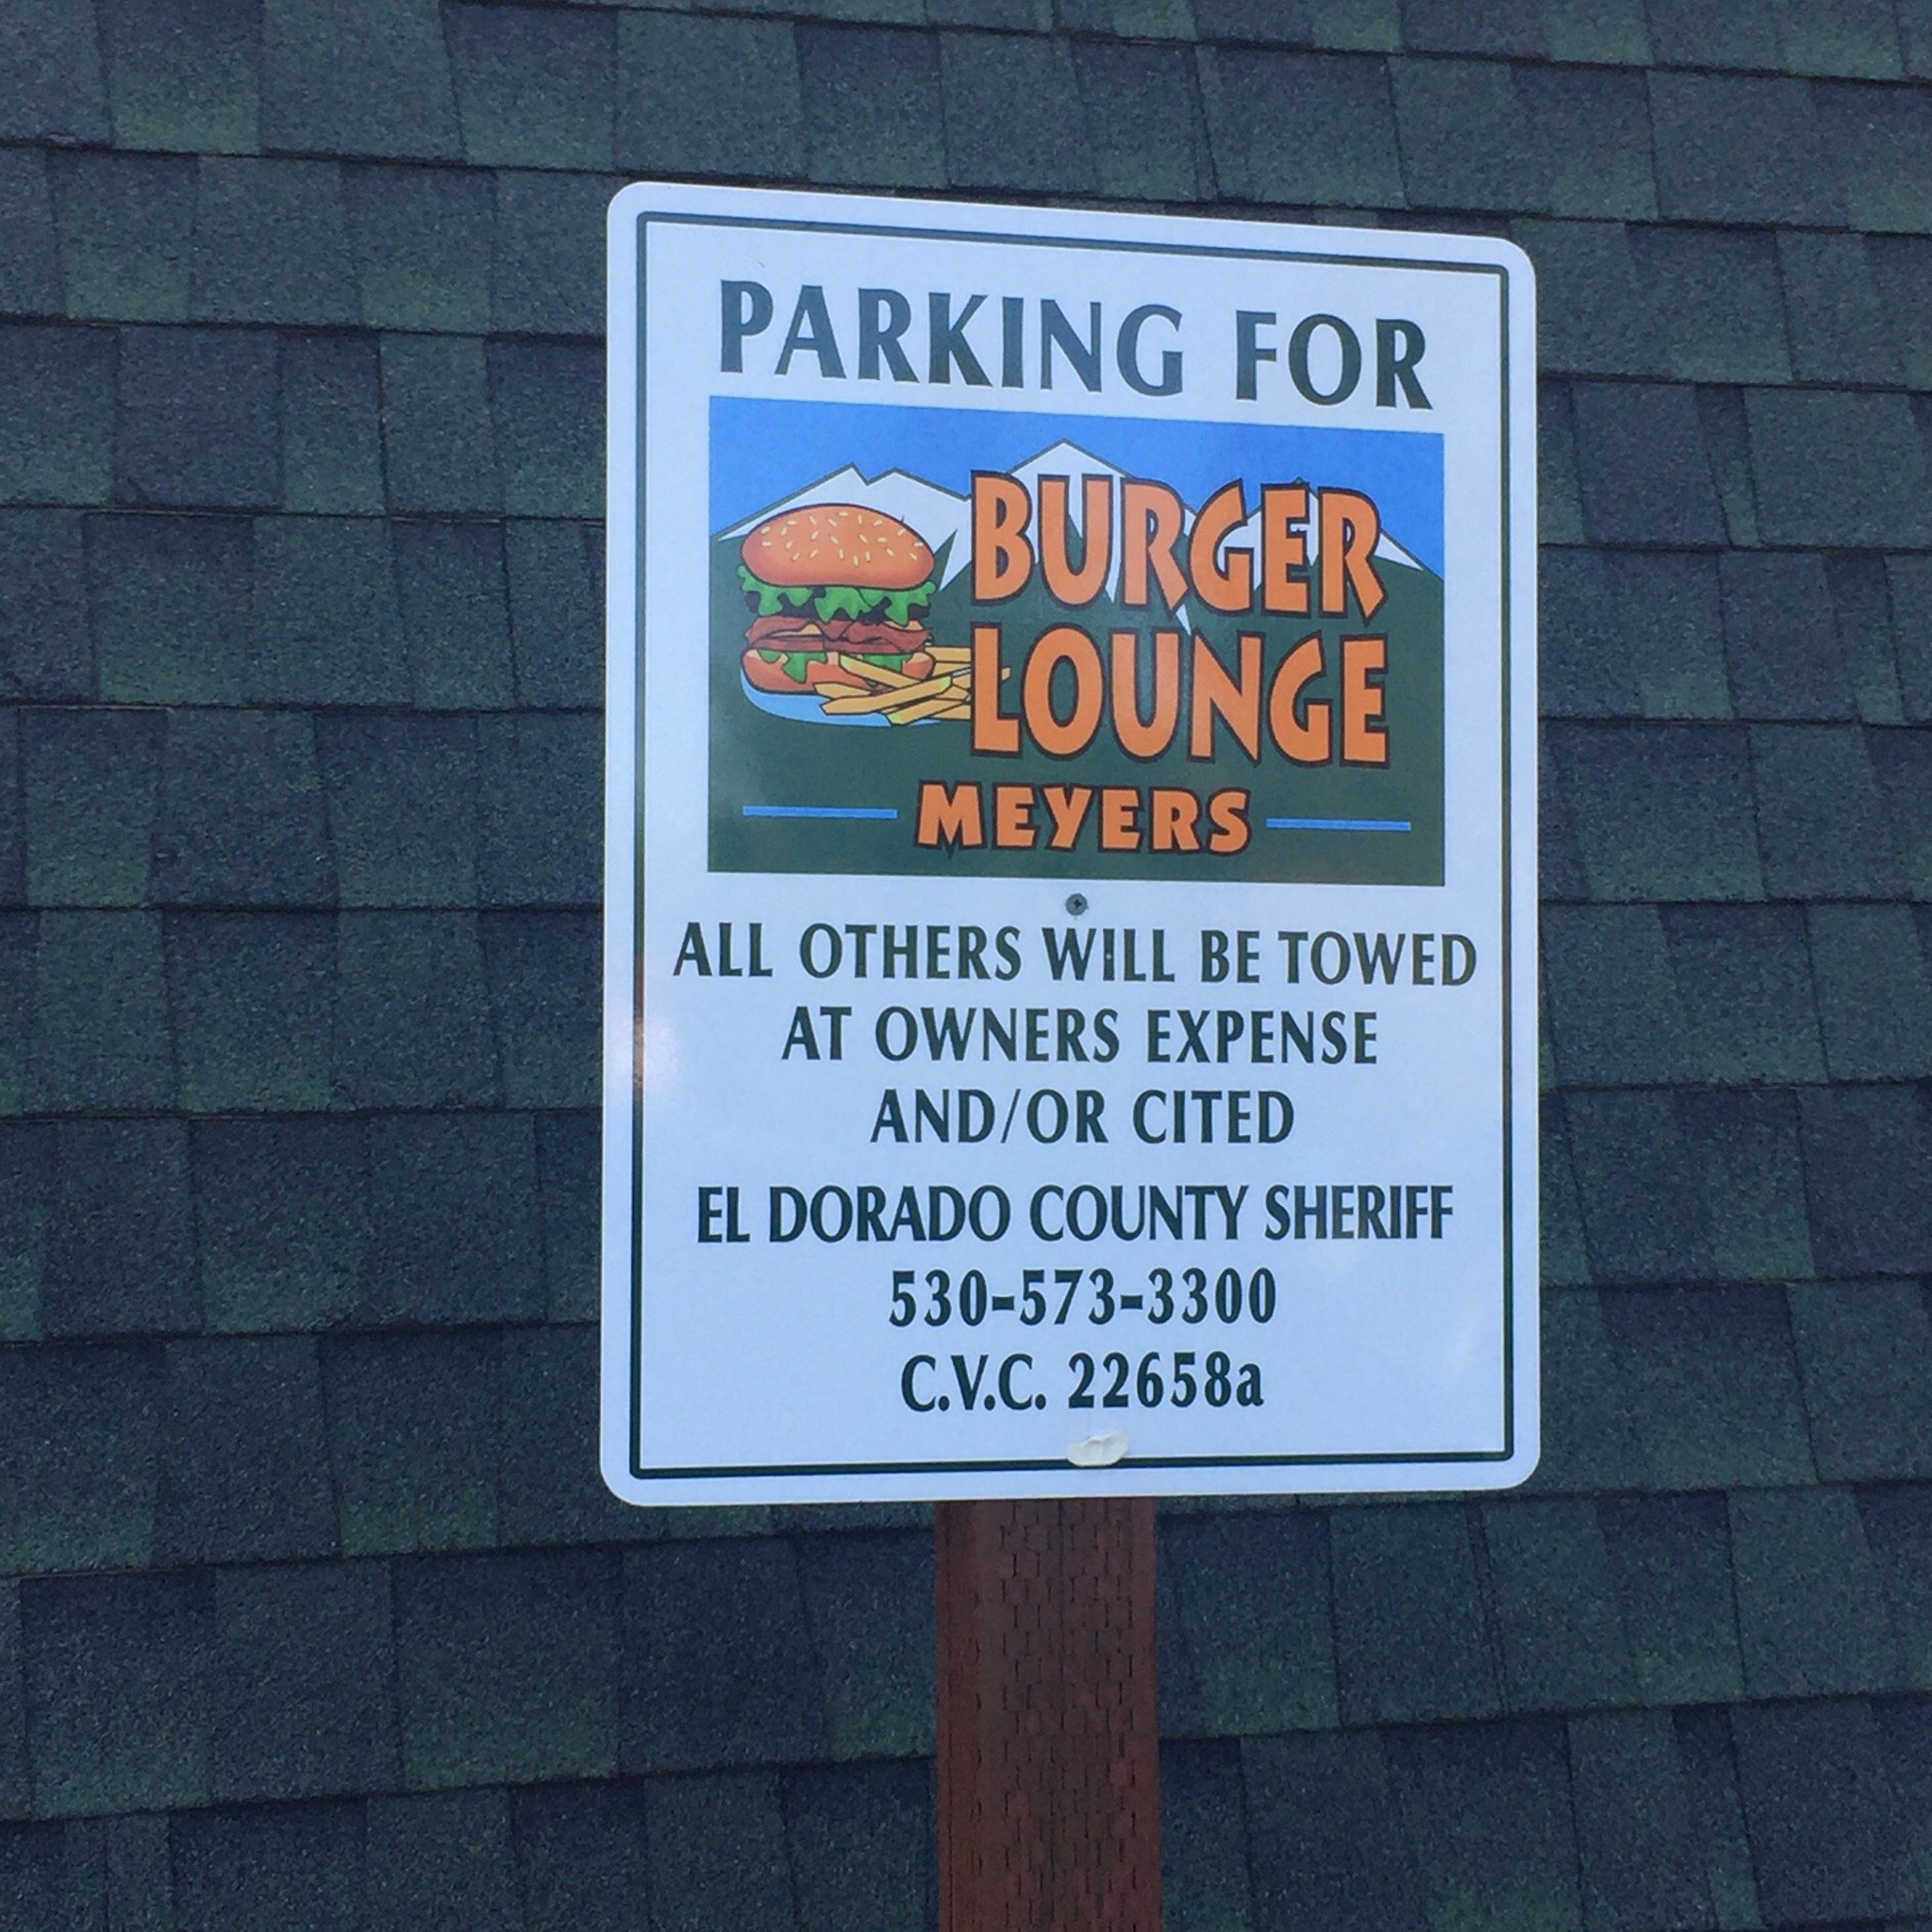 PARKING FOR
BURGER
LOUNGE
MEYERS
ALL OTHERS WILL BE TOWED
AT OWNERS EXPENSE
AND/OR CITED
EL DORADO COUNTY SHERIFF
530-573-3300
C.V.C. 22658a